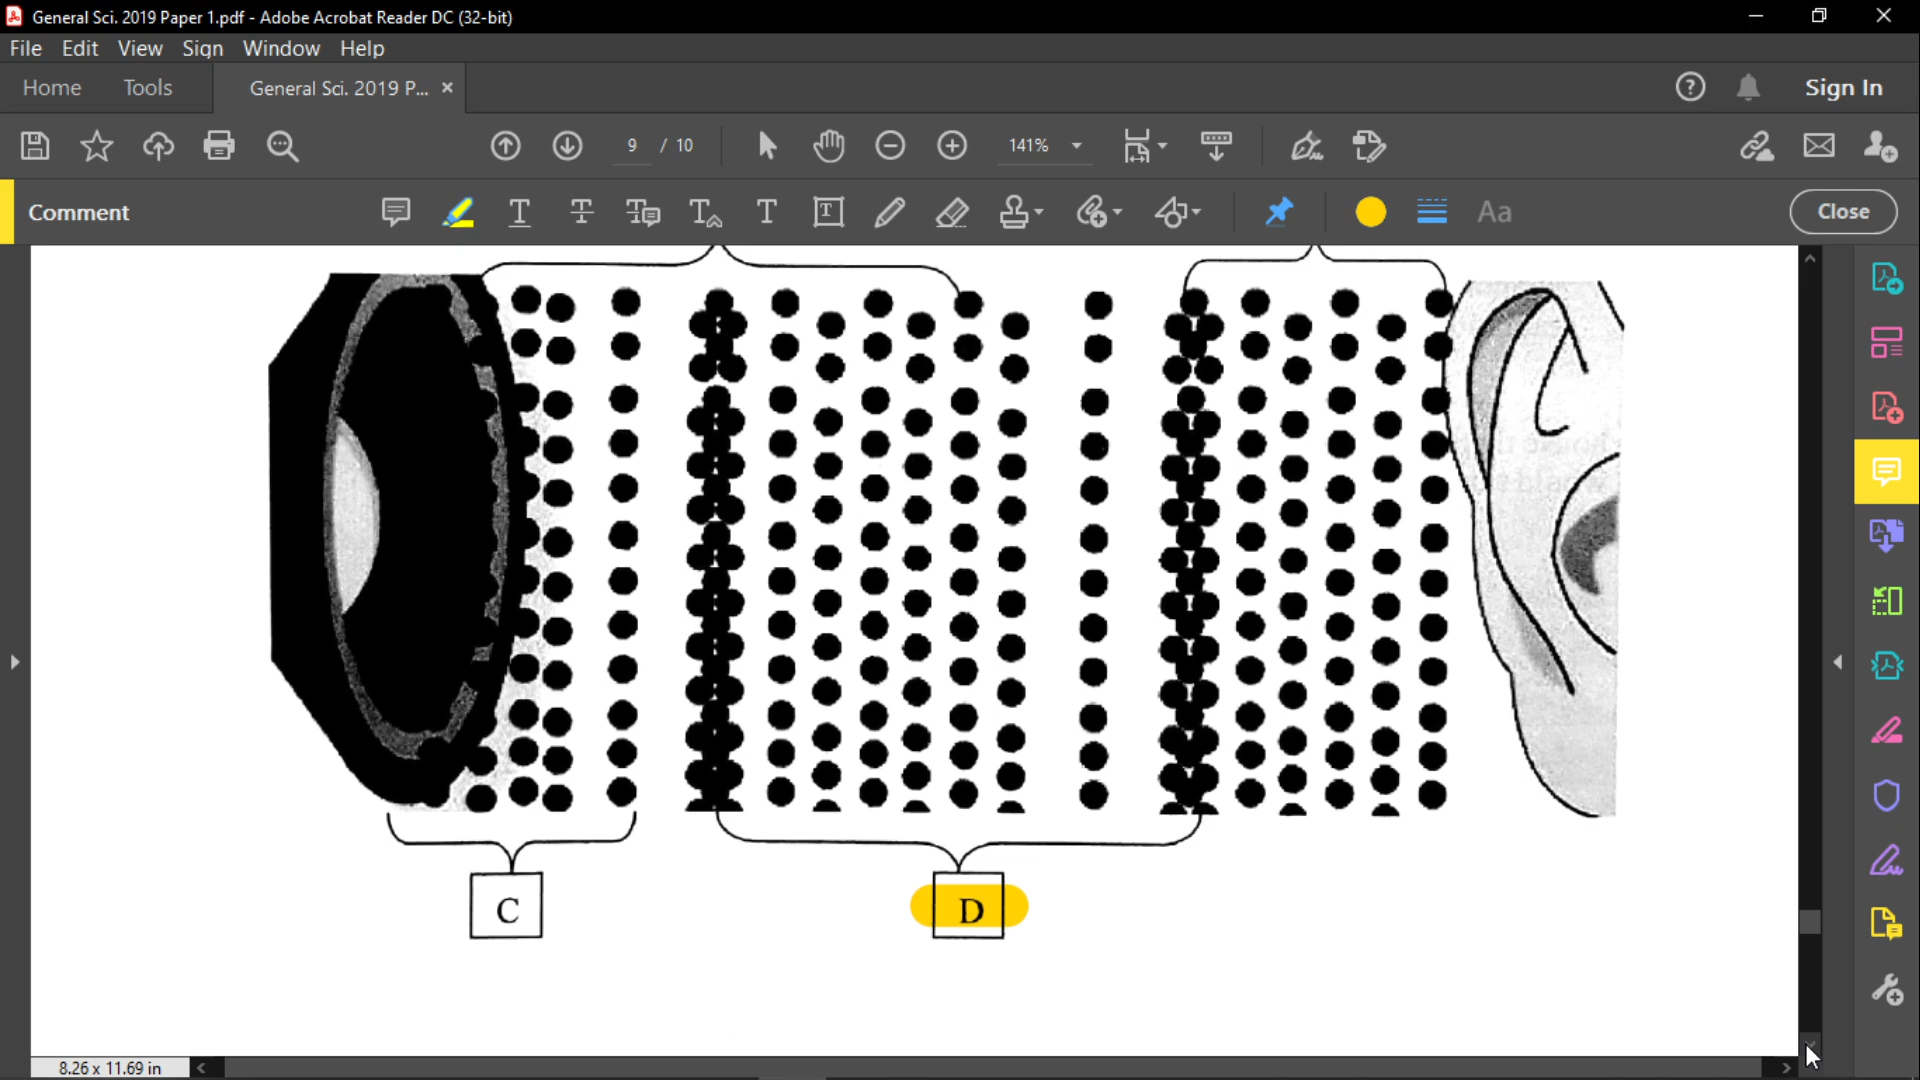 General Sci. 2019 Paper 1.pdf - Adobe Acrobat Reader DC (32-bit)
File Edit View Sign Window Help
Home Tools General Sci. 2019 P... × Sign In
9 / 10 141%
Comment Aa Close
C D
8.26 x 11.69 in